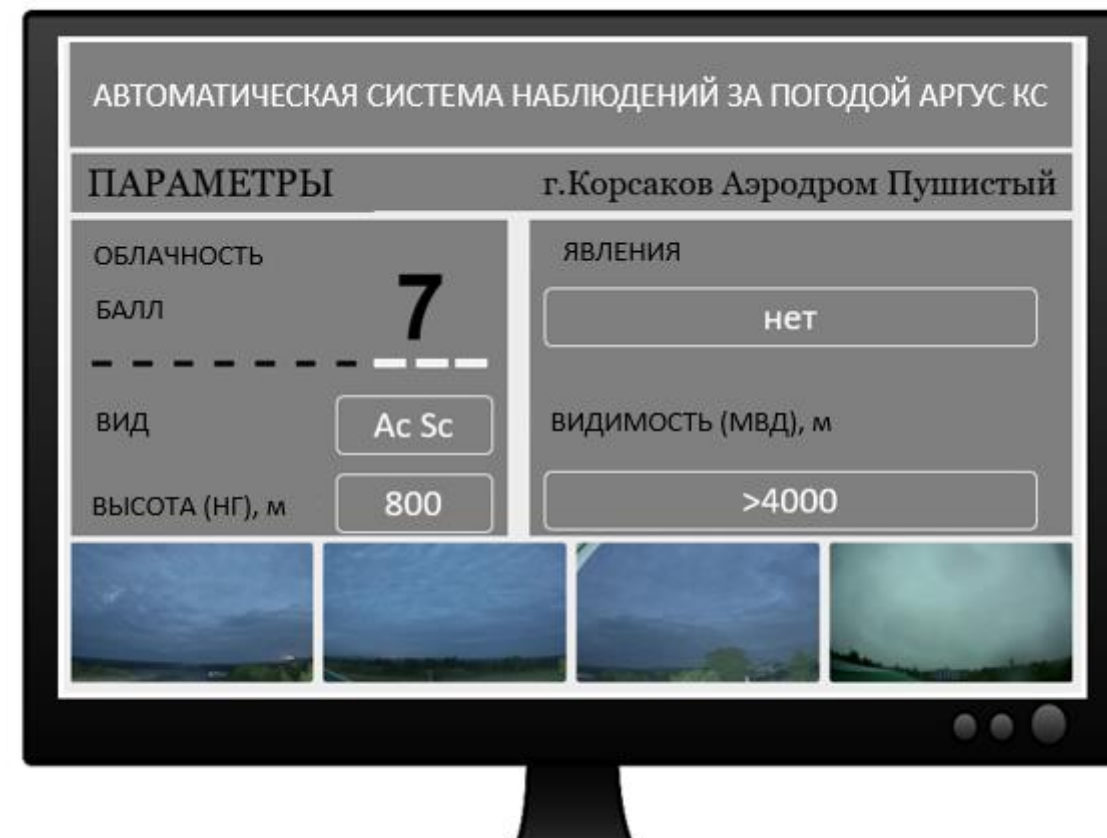 АВТОМАТИЧЕСКАЯ СИСТЕМА НАБЛЮДЕНИЙ ЗА ПОГОДОЙ АРГУС КС
ПАРАМЕТРЫ
г.Корсаков Аэродром Пушистый
ОБЛАЧНОСТЬ
БАЛЛ
7
ВИД
Ac Sc
ВЫСОТА (НГ), м
800
ЯВЛЕНИЯ
нет
ВИДИМОСТЬ (МВД), м
>4000